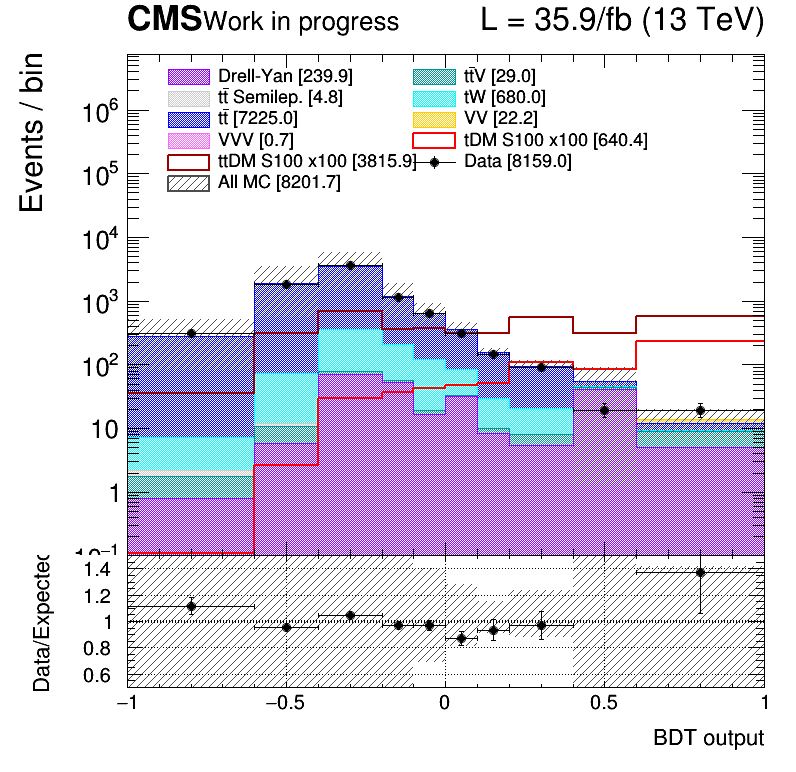 CMS Work in progress L = 35.9/fb (13 TeV)
Events / bin
Drell-Yan [239.9] tt̄V [29.0]
tt̄ Semilep. [4.8] tW [680.0]
tt̄ [7225.0] VV [22.2]
VVV [0.7] tDM S100 x100 [640.4]
ttDM S100 x100 [3815.9] Data [8159.0]
All MC [8201.7]
10⁶
10⁵
10⁴
10³
10²
10
1
10⁻¹
Data/Expected
1.4
1.2
1
0.8
0.6
−1 −0.5 0 0.5 1
BDT output